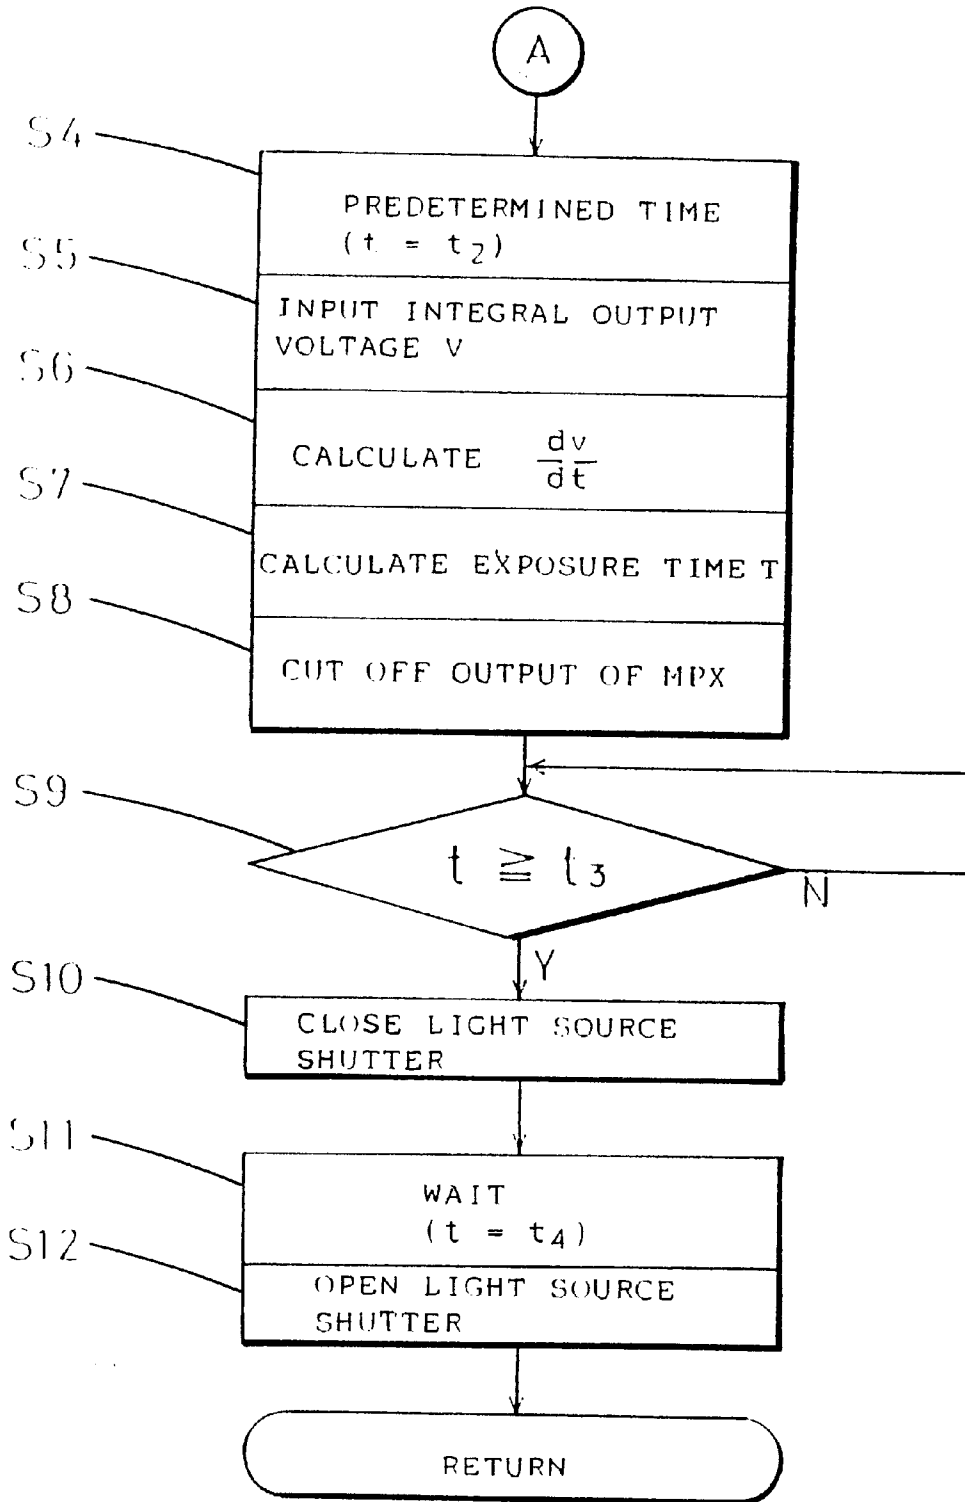 A
S4
PREDETERMINED TIME
(t = t2)
S5
INPUT INTEGRAL OUTPUT
VOLTAGE V
S6
CALCULATE dv/dt
S7
CALCULATE EXPOSURE TIME T
S8
CUT OFF OUTPUT OF MPX
S9
t ≧ t3
N
Y
S10
CLOSE LIGHT SOURCE
SHUTTER
S11
WAIT
(t = t4)
S12
OPEN LIGHT SOURCE
SHUTTER
RETURN